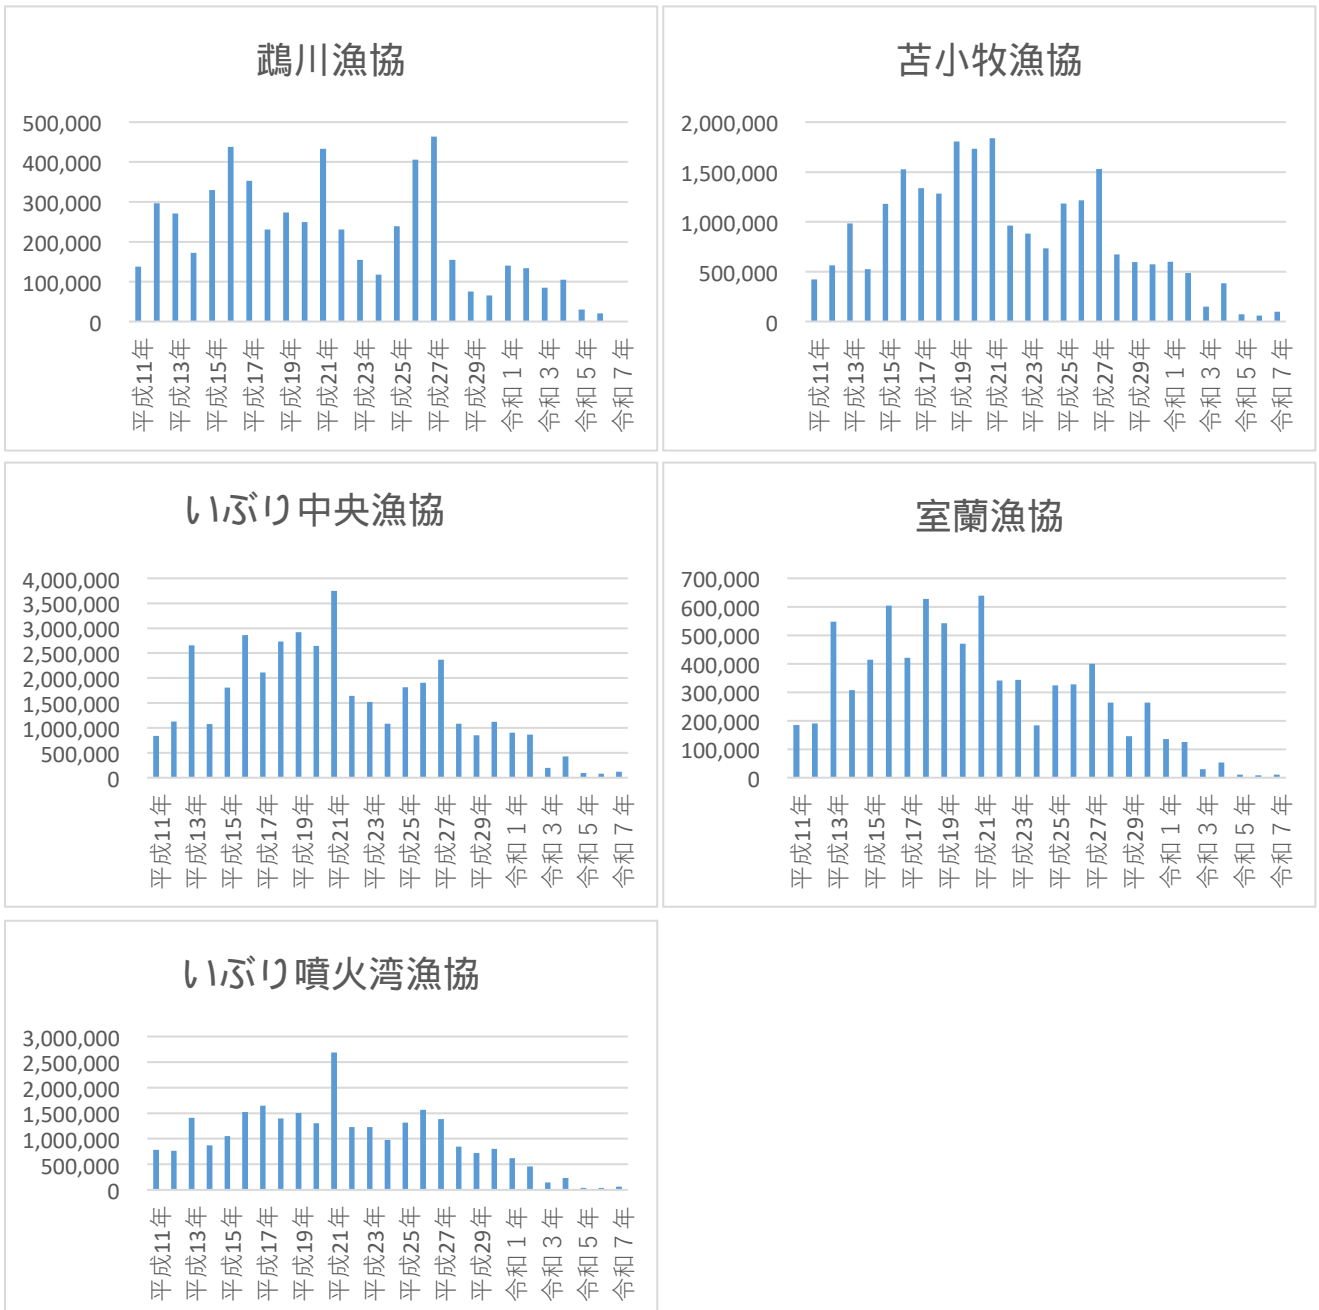 鵡川漁協
500,000
400,000
300,000
200,000
100,000
0
平成11年
平成13年
平成15年
平成17年
平成19年
平成21年
平成23年
平成25年
平成27年
平成29年
令和１年
令和３年
令和５年
令和７年
苫小牧漁協
2,000,000
1,500,000
1,000,000
500,000
0
平成11年
平成13年
平成15年
平成17年
平成19年
平成21年
平成23年
平成25年
平成27年
平成29年
令和１年
令和３年
令和５年
令和７年
いぶり中央漁協
4,000,000
3,500,000
3,000,000
2,500,000
2,000,000
1,500,000
1,000,000
500,000
0
平成11年
平成13年
平成15年
平成17年
平成19年
平成21年
平成23年
平成25年
平成27年
平成29年
令和１年
令和３年
令和５年
令和７年
室蘭漁協
700,000
600,000
500,000
400,000
300,000
200,000
100,000
0
平成11年
平成13年
平成15年
平成17年
平成19年
平成21年
平成23年
平成25年
平成27年
平成29年
令和１年
令和３年
令和５年
令和７年
いぶり噴火湾漁協
3,000,000
2,500,000
2,000,000
1,500,000
1,000,000
500,000
0
平成11年
平成13年
平成15年
平成17年
平成19年
平成21年
平成23年
平成25年
平成27年
平成29年
令和１年
令和３年
令和５年
令和７年